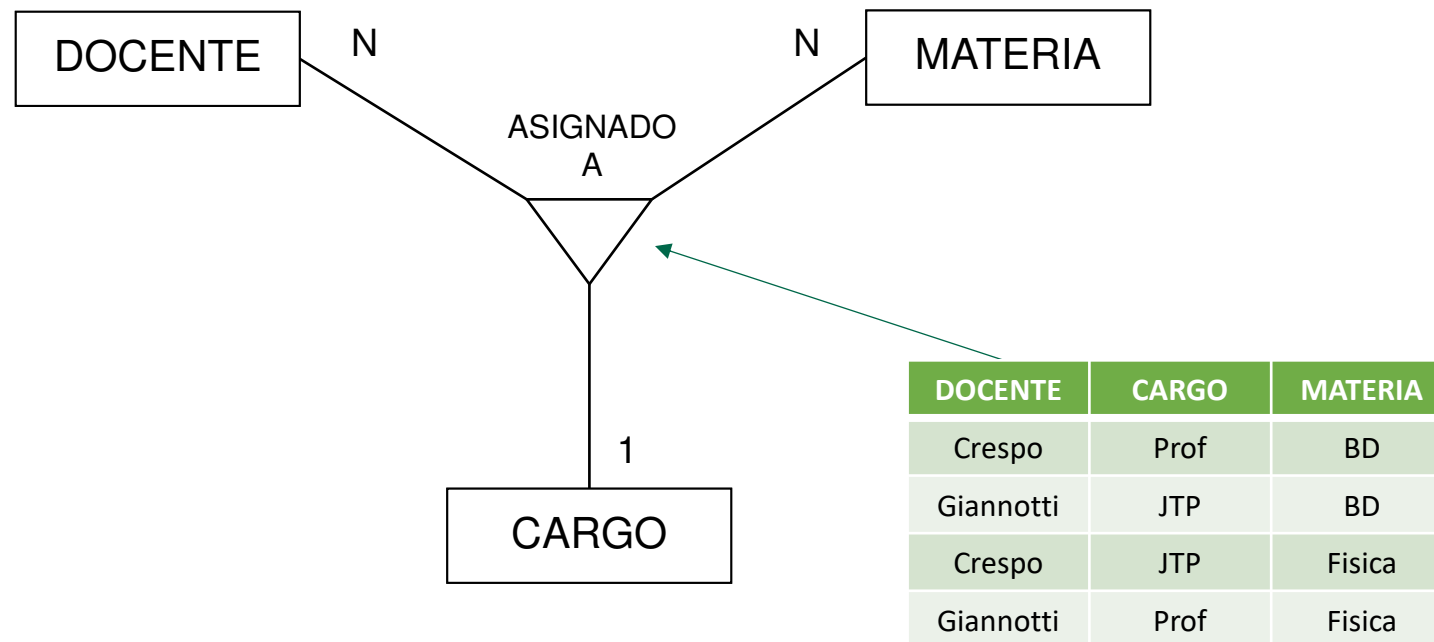 DOCENTE
N
N
MATERIA
ASIGNADO
A
1
CARGO
DOCENTE CARGO MATERIA
Crespo Prof BD
Giannotti JTP BD
Crespo JTP Fisica
Giannotti Prof Fisica